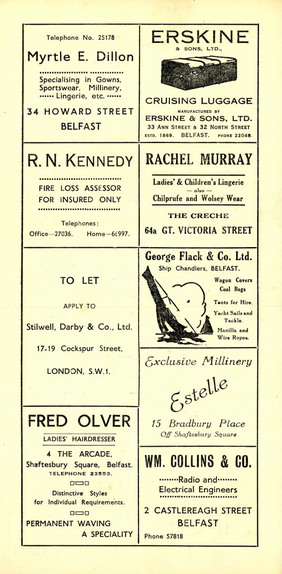 Telephone No. 25178
Myrtle E. Dillon
Specialising in Gowns,
Sportswear, Millinery,
Lingerie, etc.
34 HOWARD STREET
BELFAST
ERSKINE
& SONS, LTD.,
CRUISING LUGGAGE
MANUFACTURED BY
ERSKINE & SONS, LTD.
33 ANN STREET & 32 NORTH STREET
ESTD. 1869. BELFAST. PHONE 22048.
R. N. KENNEDY
FIRE LOSS ASSESSOR
FOR INSURED ONLY
Telephones:
Office—27036. Home—61997.
RACHEL MURRAY
Ladies' & Children's Lingerie
— also —
Chilprufe and Wolsey Wear
THE CRECHE
64a GT. VICTORIA STREET
TO LET
APPLY TO
Stilwell, Darby & Co., Ltd.
17-19 Cockspur Street,
LONDON, S.W.1.
George Flack & Co. Ltd.
Ship Chandlers, BELFAST.
Wagon Covers
Coal Bags
Tents for Hire.
Yacht Sails and
Tackle.
Manilla and
Wire Ropes.
Exclusive Millinery
Estelle
15 Bradbury Place
Off Shaftesbury Square
FRED OLVER
LADIES' HAIRDRESSER
4 THE ARCADE,
Shaftesbury Square, Belfast.
TELEPHONE 23553.
Distinctive Styles
for Individual Requirements.
PERMANENT WAVING
A SPECIALITY
WM. COLLINS & CO.
Radio and
Electrical Engineers
2 CASTLEREAGH STREET
BELFAST
Phone 57818